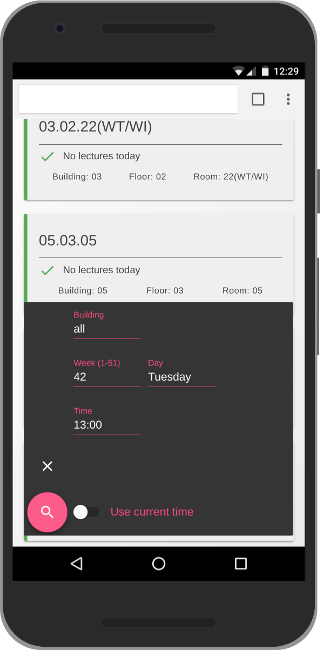 12:29
03.02.22(WT/WI)
No lectures today
Building: 03 Floor: 02 Room: 22(WT/WI)
05.03.05
No lectures today
Building: 05 Floor: 03 Room: 05
Building
all
Week (1-51) Day
42 Tuesday
Time
13:00
Use current time